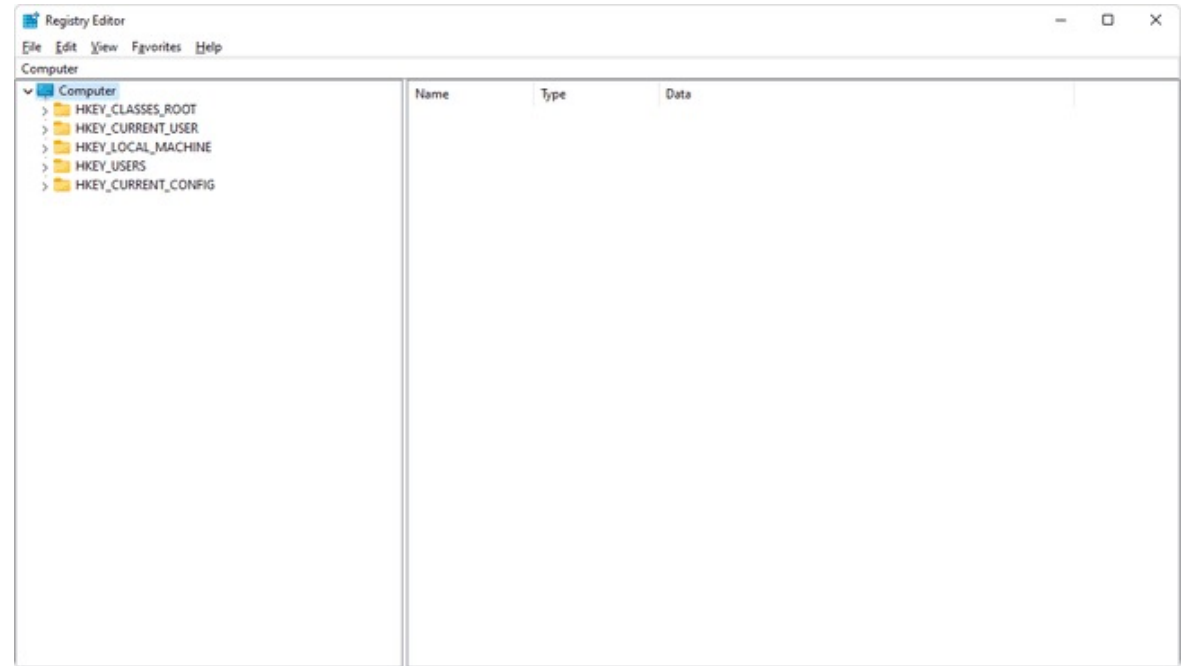 Registry Editor
File Edit View Favorites Help
Computer
Computer
HKEY_CLASSES_ROOT
HKEY_CURRENT_USER
HKEY_LOCAL_MACHINE
HKEY_USERS
HKEY_CURRENT_CONFIG
Name Type Data